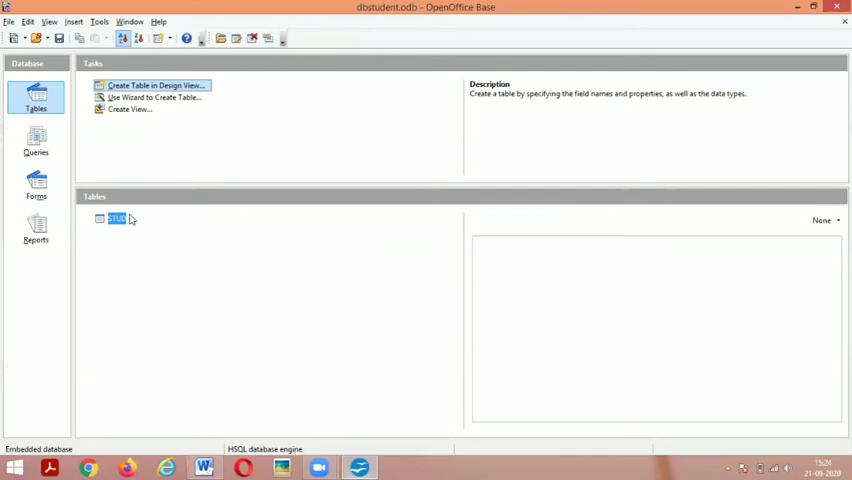 dbstudent.odb - OpenOffice Base
File Edit View Insert Tools Window Help
Database
Tasks
Tables
Queries
Forms
Reports
Create Table in Design View...
Use Wizard to Create Table...
Create View...
Description
Create a table by specifying the field names and properties, as well as the data types.
Tables
STUD
None
Embedded database
HSQL database engine
15:24
21-09-2020